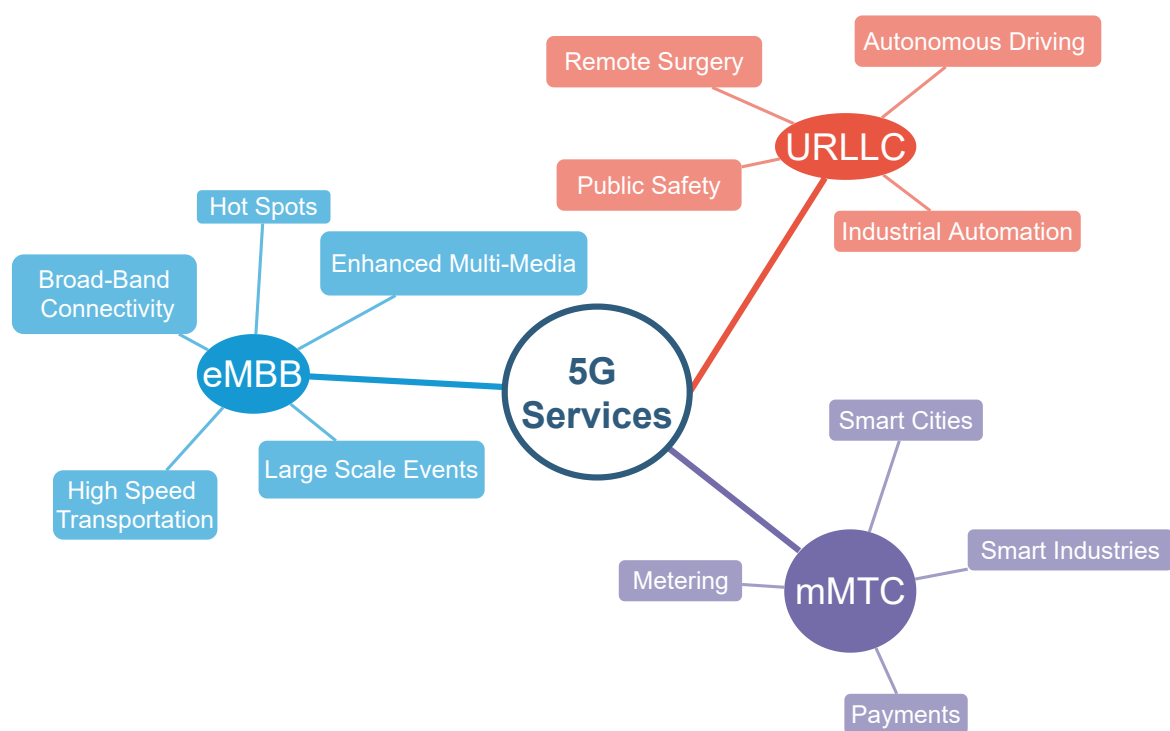 Autonomous Driving
Remote Surgery
URLLC
Public Safety
Hot Spots
Industrial Automation
Enhanced Multi-Media
Broad-Band
Connectivity
eMBB
5G
Services
Smart Cities
Large Scale Events
High Speed
Transportation
Smart Industries
Metering
mMTC
Payments